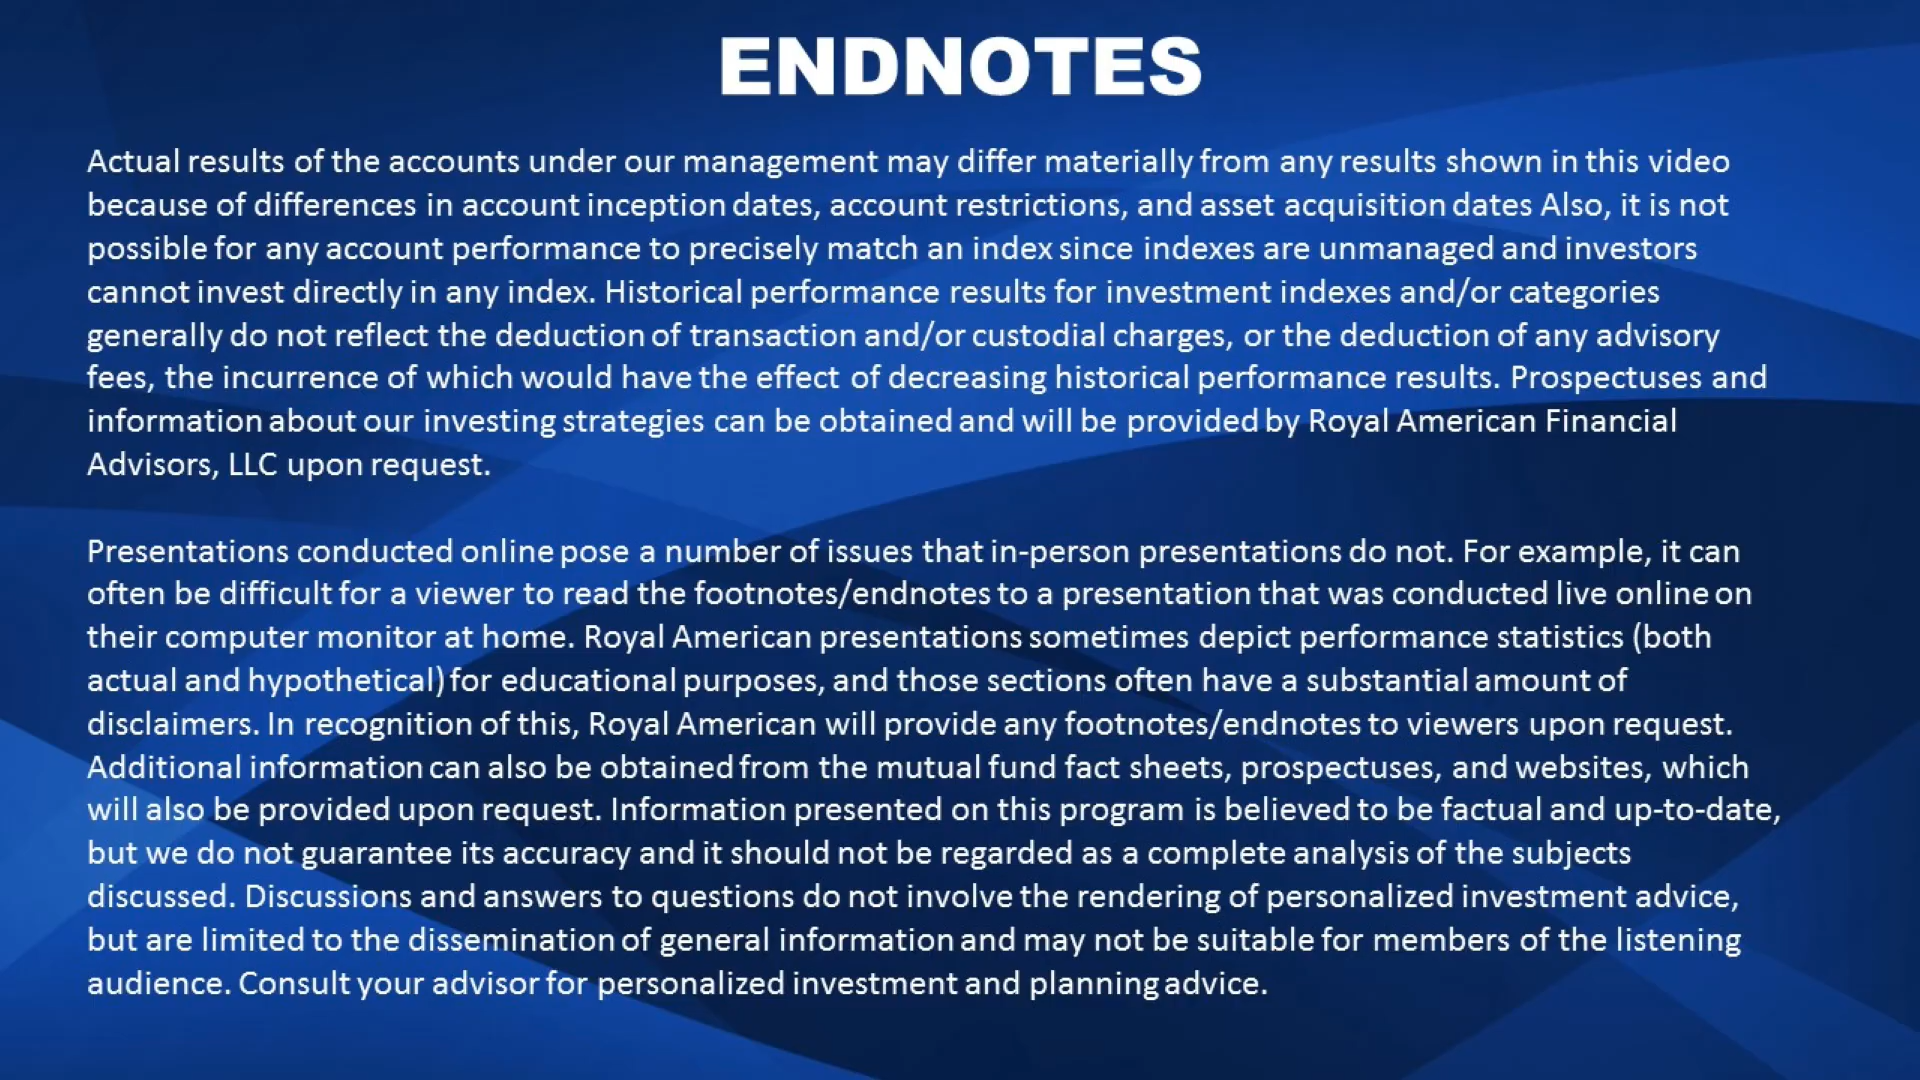 ENDNOTES
Actual results of the accounts under our management may differ materially from any results shown in this video
because of differences in account inception dates, account restrictions, and asset acquisition dates Also, it is not
possible for any account performance to precisely match an index since indexes are unmanaged and investors
cannot invest directly in any index. Historical performance results for investment indexes and/or categories
generally do not reflect the deduction of transaction and/or custodial charges, or the deduction of any advisory
fees, the incurrence of which would have the effect of decreasing historical performance results. Prospectuses and
information about our investing strategies can be obtained and will be provided by Royal American Financial
Advisors, LLC upon request.
Presentations conducted online pose a number of issues that in-person presentations do not. For example, it can
often be difficult for a viewer to read the footnotes/endnotes to a presentation that was conducted live online on
their computer monitor at home. Royal American presentations sometimes depict performance statistics (both
actual and hypothetical) for educational purposes, and those sections often have a substantial amount of
disclaimers. In recognition of this, Royal American will provide any footnotes/endnotes to viewers upon request.
Additional information can also be obtained from the mutual fund fact sheets, prospectuses, and websites, which
will also be provided upon request. Information presented on this program is believed to be factual and up-to-date,
but we do not guarantee its accuracy and it should not be regarded as a complete analysis of the subjects
discussed. Discussions and answers to questions do not involve the rendering of personalized investment advice,
but are limited to the dissemination of general information and may not be suitable for members of the listening
audience. Consult your advisor for personalized investment and planning advice.